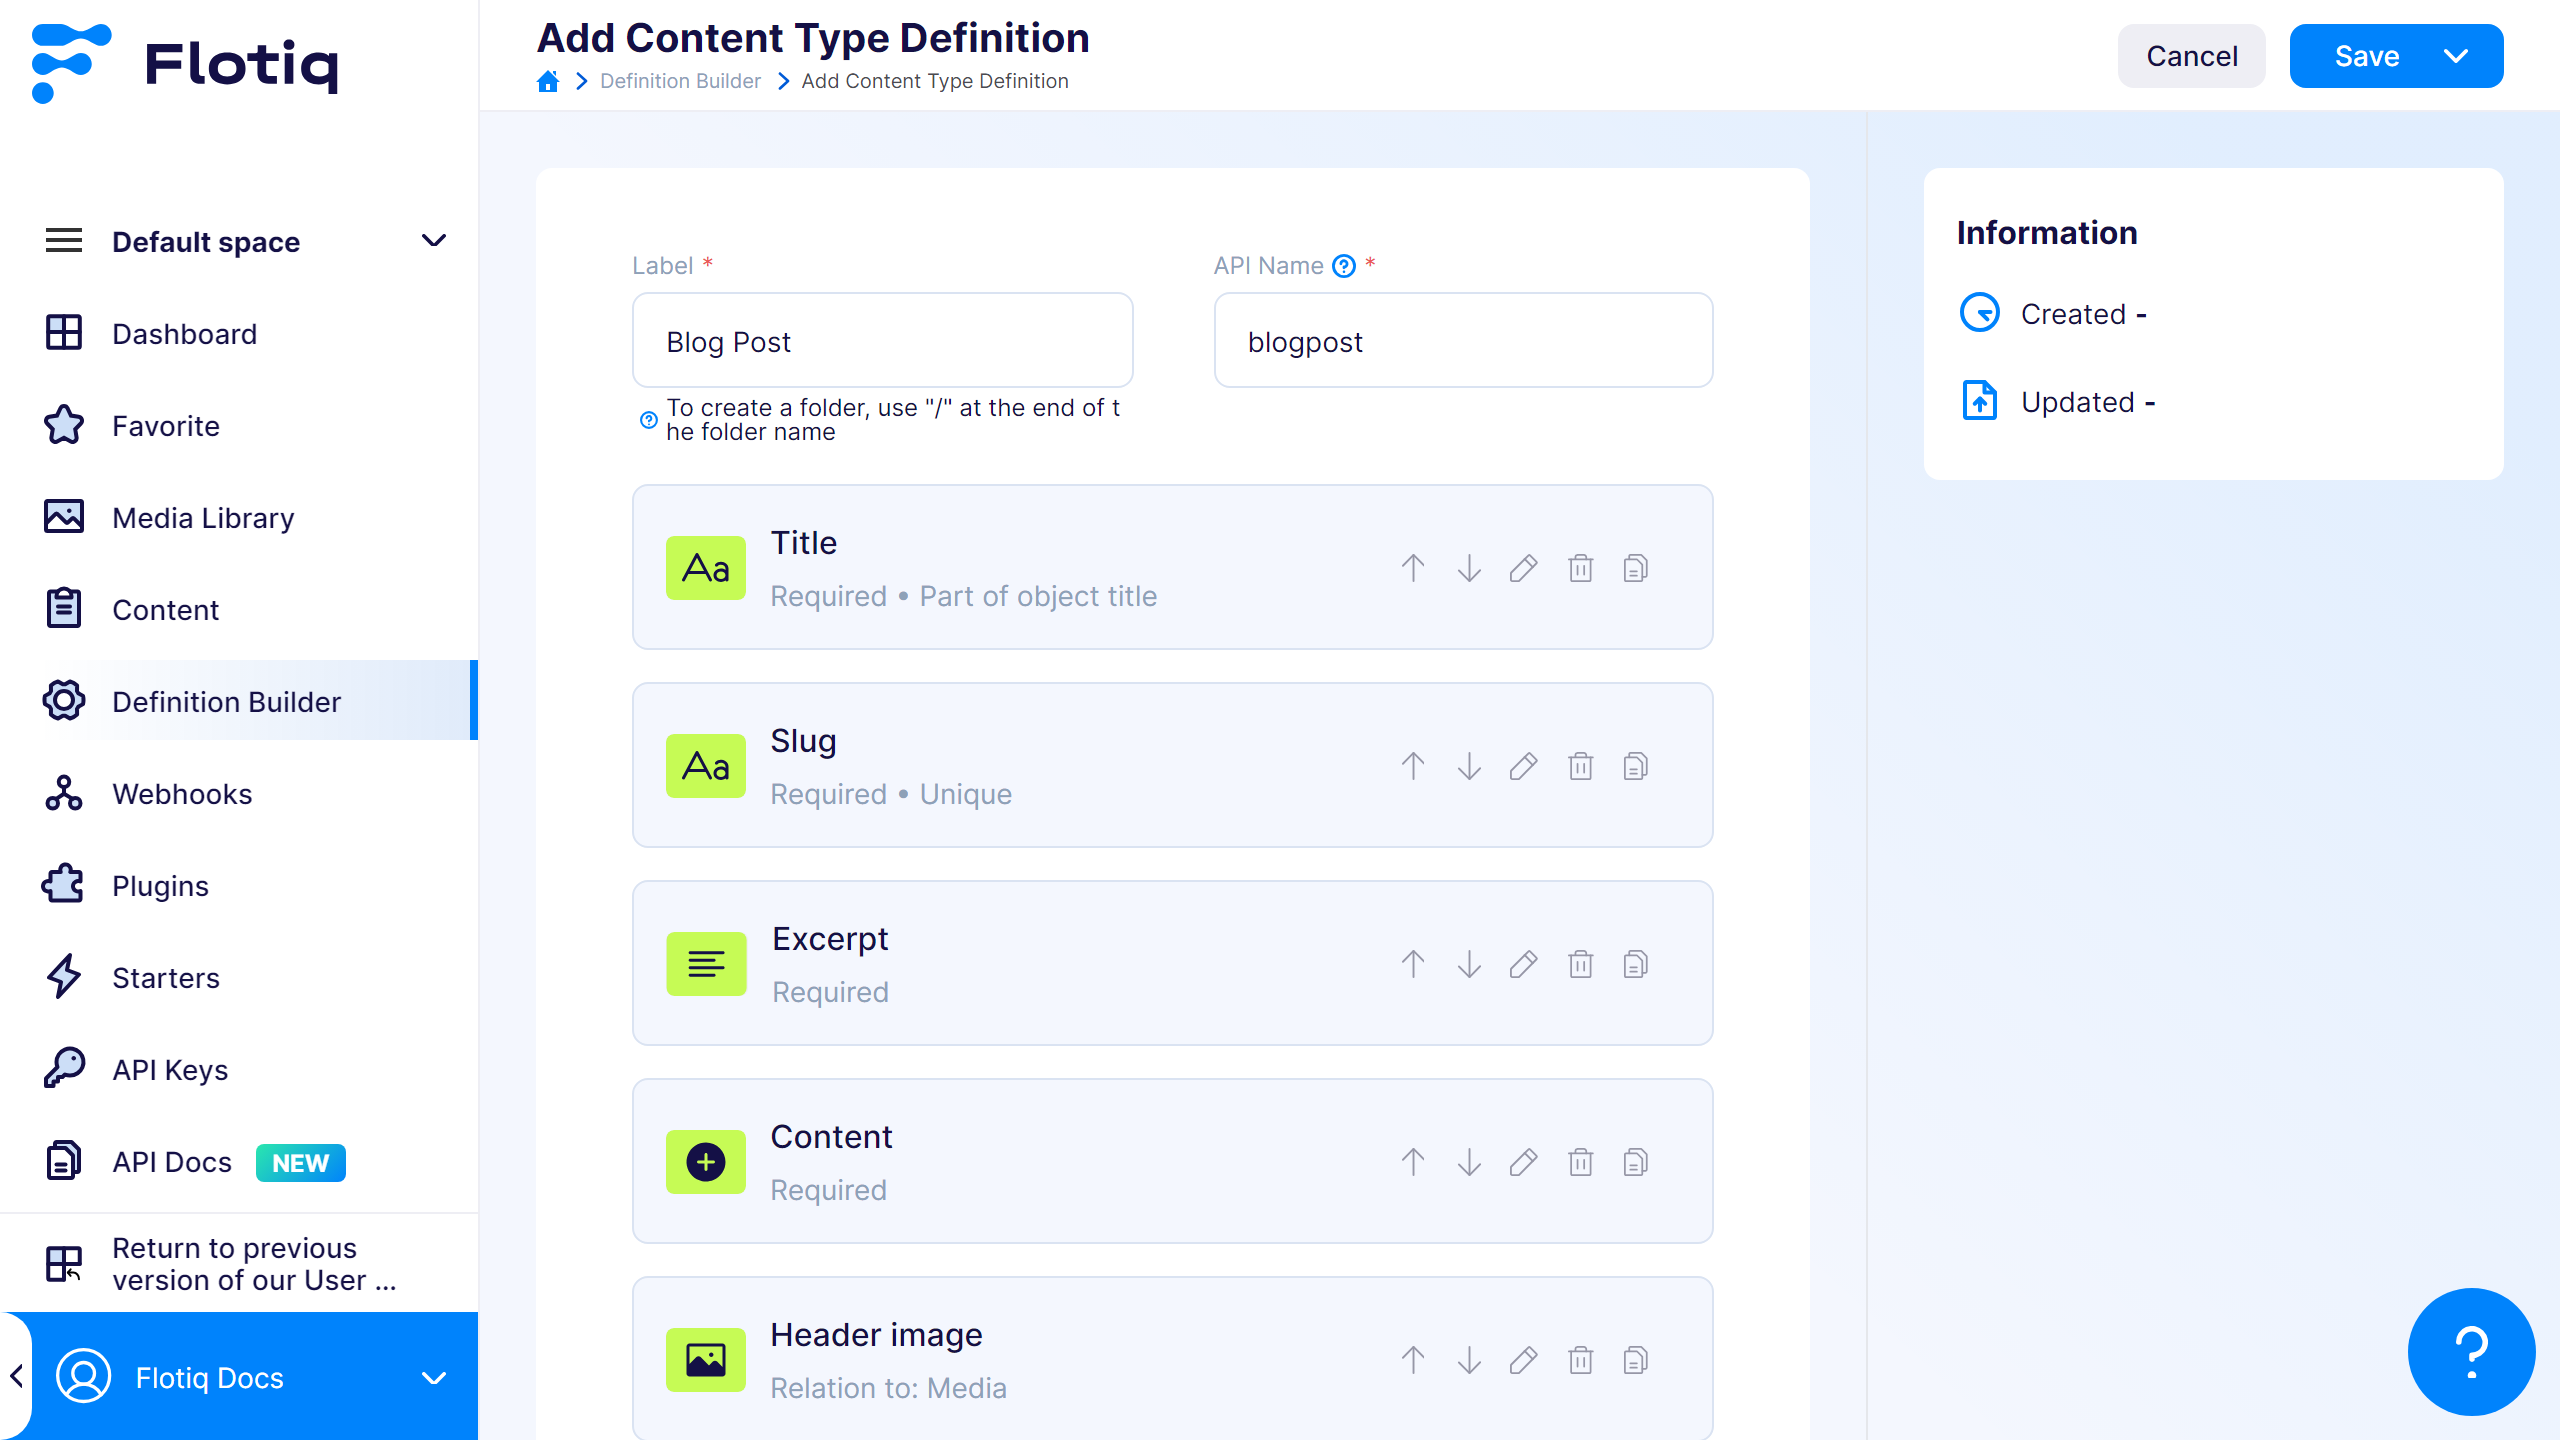 Flotiq
Default space
Dashboard
Favorite
Media Library
Content
Definition Builder
Webhooks
Plugins
Starters
API Keys
API Docs NEW
Return to previous
version of our User ...
Flotiq Docs
Add Content Type Definition
Definition Builder Add Content Type Definition
Cancel
Save
Label *
Blog Post
To create a folder, use "/" at the end of t
he folder name
API Name ? *
blogpost
Aa
Title
Required • Part of object title
Aa
Slug
Required • Unique
Excerpt
Required
Content
Required
Header image
Relation to: Media
Information
Created -
Updated -
?